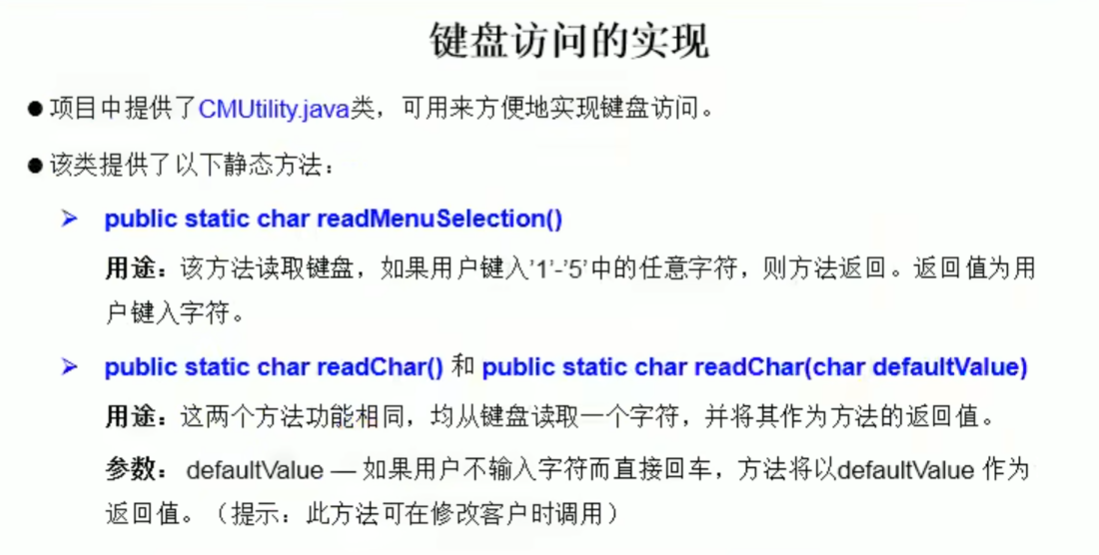 键盘访问的实现
●项目中提供了CMUtility.java类，可用来方便地实现键盘访问。
●该类提供了以下静态方法：
➢ public static char readMenuSelection()
用途：该方法读取键盘，如果用户键入’1’-’5’中的任意字符，则方法返回。返回值为用
户键入字符。
➢ public static char readChar() 和 public static char readChar(char defaultValue)
用途：这两个方法功能相同，均从键盘读取一个字符，并将其作为方法的返回值。
参数： defaultValue — 如果用户不输入字符而直接回车，方法将以defaultValue 作为
返回值。（提示：此方法可在修改客户时调用）